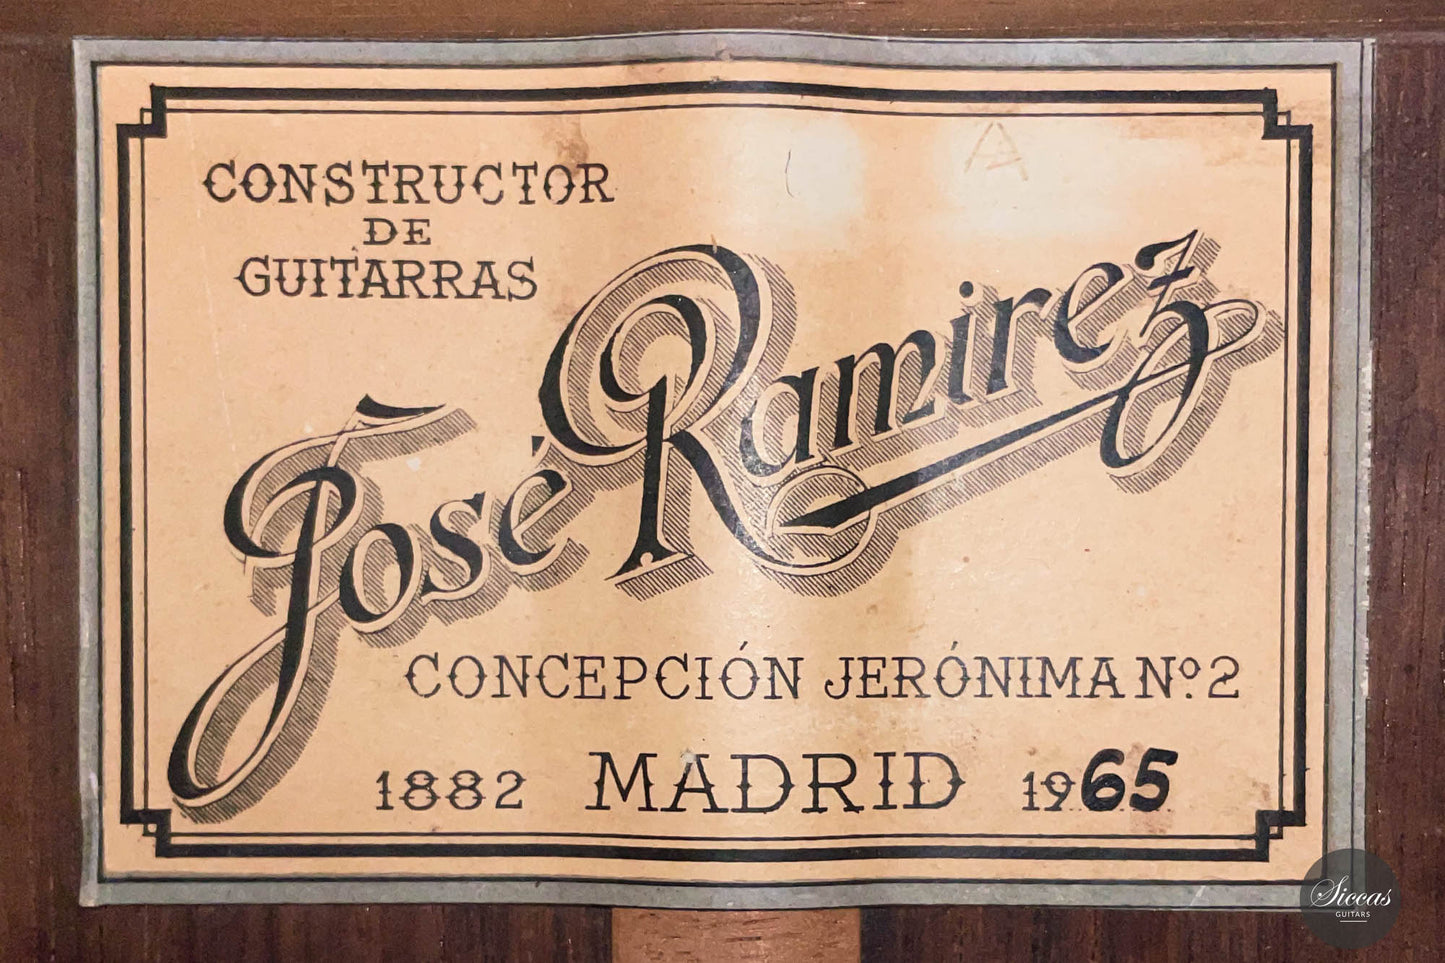 CONSTRUCTOR
DE
GUITARRAS
José Ramirez
CONCEPCIÓN JERÓNIMA Nº 2
1882 MADRID 1965
Siccas
GUITARS